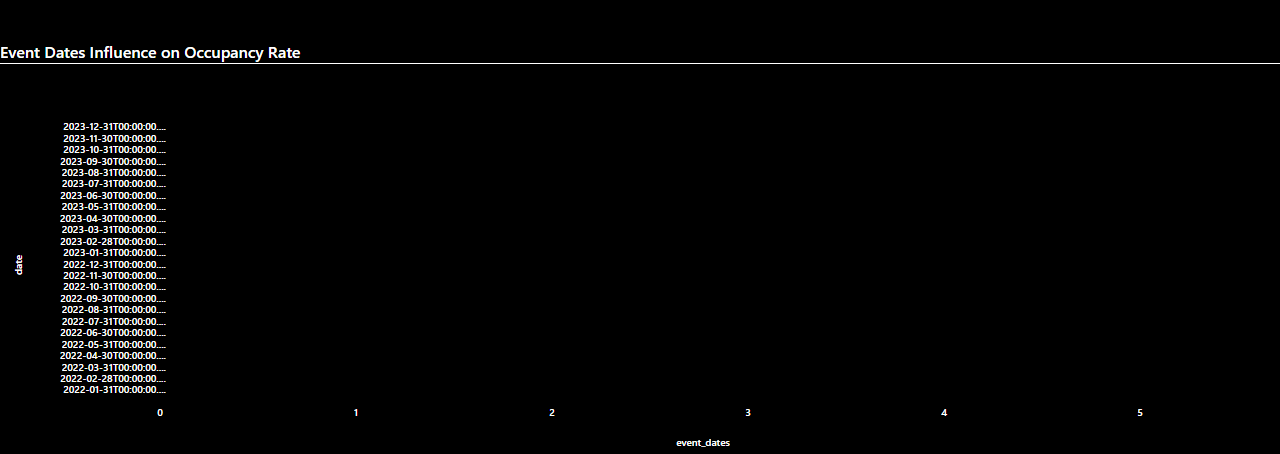 Event Dates Influence on Occupancy Rate
2023-12-31T00:00:00....
2023-11-30T00:00:00....
2023-10-31T00:00:00....
2023-09-30T00:00:00....
2023-08-31T00:00:00....
2023-07-31T00:00:00....
2023-06-30T00:00:00....
2023-05-31T00:00:00....
2023-04-30T00:00:00....
2023-03-31T00:00:00....
2023-02-28T00:00:00....
2023-01-31T00:00:00....
2022-12-31T00:00:00....
2022-11-30T00:00:00....
2022-10-31T00:00:00....
2022-09-30T00:00:00....
2022-08-31T00:00:00....
2022-07-31T00:00:00....
2022-06-30T00:00:00....
2022-05-31T00:00:00....
2022-04-30T00:00:00....
2022-03-31T00:00:00....
2022-02-28T00:00:00....
2022-01-31T00:00:00....
date
0 1 2 3 4 5
event_dates